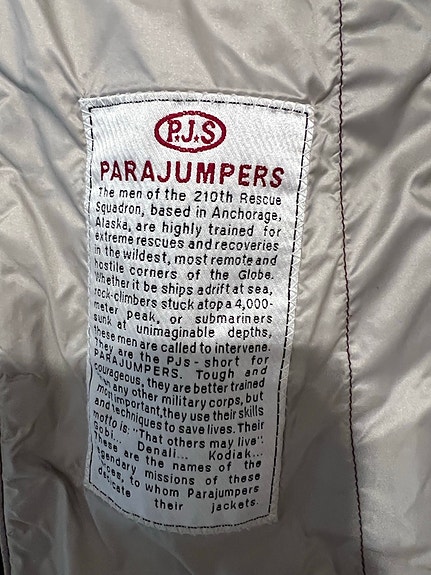 P.J.S
PARAJUMPERS
The men of the 210th Rescue
Squadron, based in Anchorage,
Alaska, are highly trained for
extreme rescues and recoveries
in the wildest, most remote and
hostile corners of the Globe.
Whether it be ships adrift at sea,
rock-climbers stuck atop a 4,000-
meter peak, or submariners
sunk at unimaginable depths,
these men are called to intervene.
They are the PJs - short for
PARAJUMPERS. Tough and
courageous, they are better trained
than any other military corps, but
most important, they use their skills
and techniques to save lives. Their
motto is: "That others may live".
Gobi... Denali... Kodiak...
These are the names of the
legendary missions of these
to whom Parajumpers
dedicate their jackets.